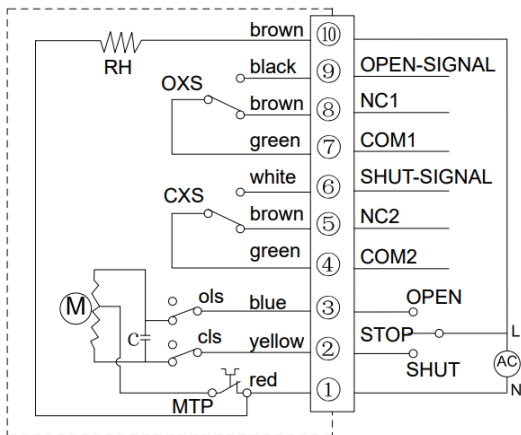 brown ⑩
RH
black ⑨ OPEN-SIGNAL
OXS
brown ⑧ NC1
green ⑦ COM1
white ⑥ SHUT-SIGNAL
CXS
brown ⑤ NC2
green ④ COM2
ols blue ③ OPEN
M
C
STOP L
cls yellow ② SHUT
AC
red ① N
MTP